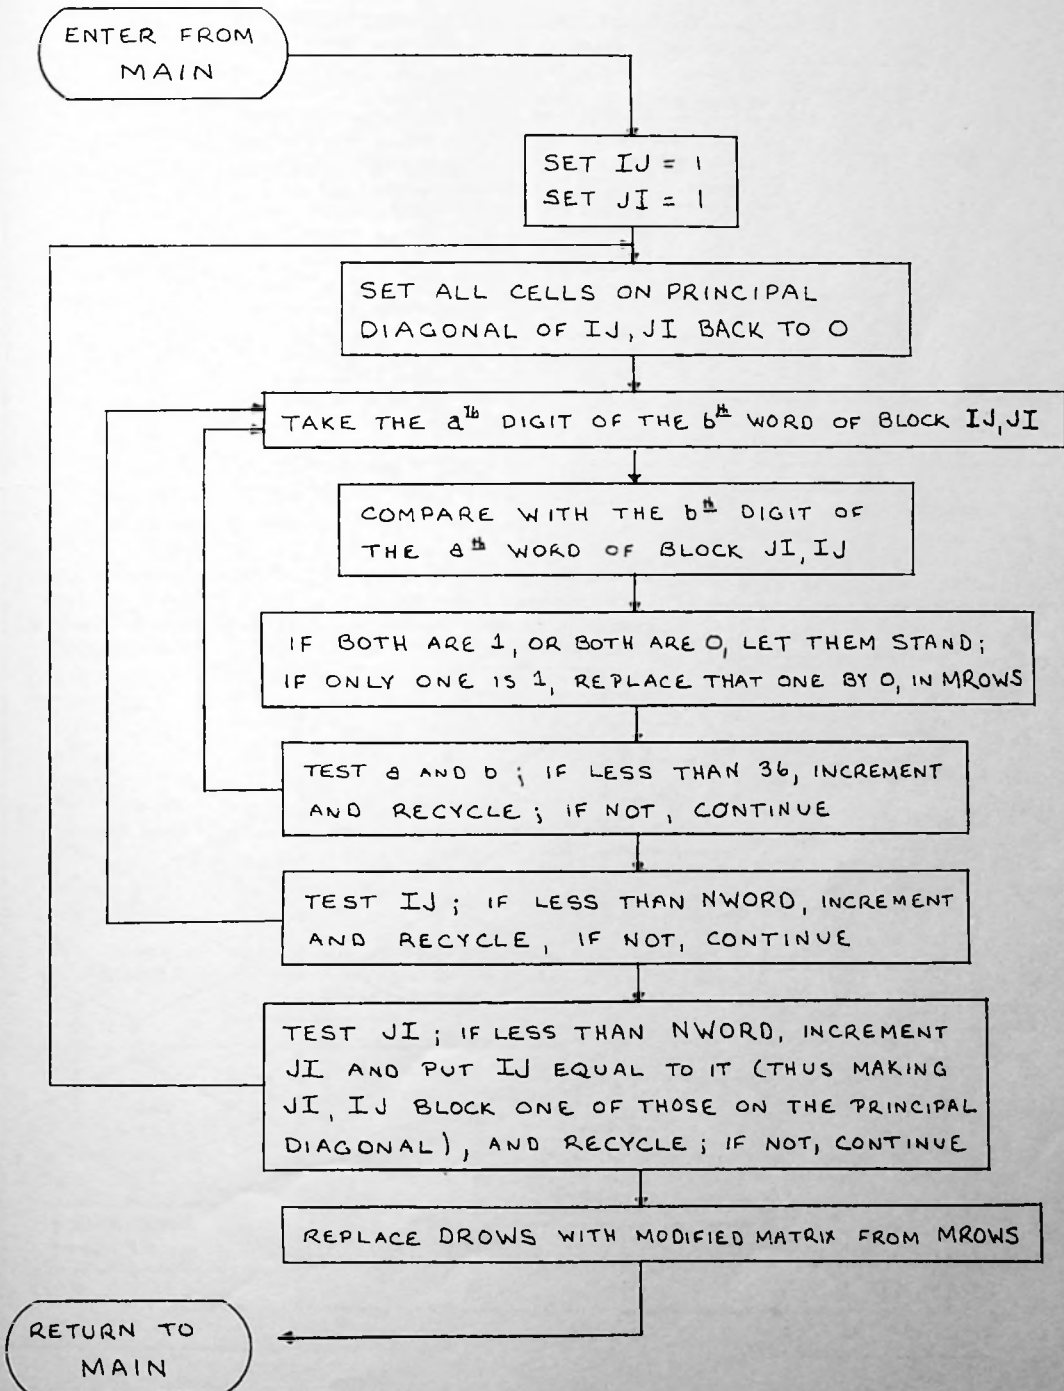 ENTER FROM
MAIN
SET IJ = 1
SET JI = 1
SET ALL CELLS ON PRINCIPAL
DIAGONAL OF IJ, JI BACK TO 0
TAKE THE ath DIGIT OF THE bth WORD OF BLOCK IJ, JI
COMPARE WITH THE bth DIGIT OF
THE ath WORD OF BLOCK JI, IJ
IF BOTH ARE 1, OR BOTH ARE 0, LET THEM STAND;
IF ONLY ONE IS 1, REPLACE THAT ONE BY 0, IN MROWS
TEST a AND b; IF LESS THAN 36, INCREMENT
AND RECYCLE; IF NOT, CONTINUE
TEST IJ; IF LESS THAN NWORD, INCREMENT
AND RECYCLE, IF NOT, CONTINUE
TEST JI; IF LESS THAN NWORD, INCREMENT
JI AND PUT IJ EQUAL TO IT (THUS MAKING
JI, IJ BLOCK ONE OF THOSE ON THE PRINCIPAL
DIAGONAL), AND RECYCLE; IF NOT, CONTINUE
REPLACE DROWS WITH MODIFIED MATRIX FROM MROWS
RETURN TO
MAIN